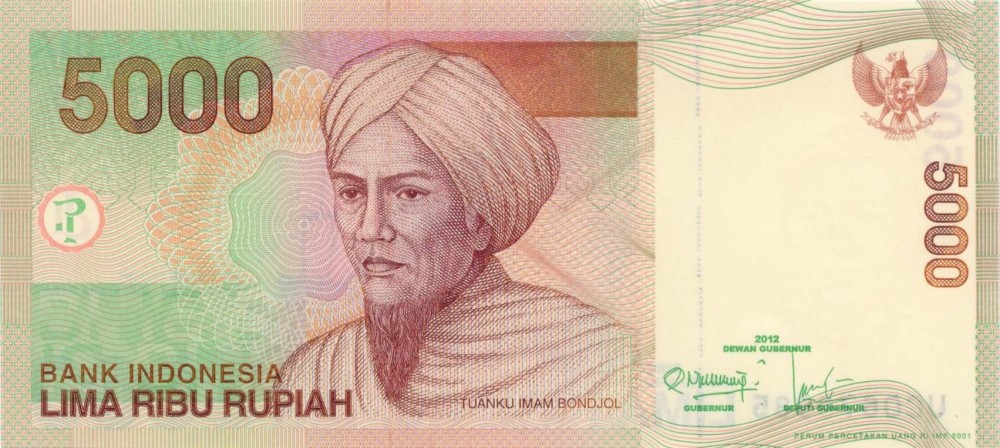 5000
BANK INDONESIA
LIMA RIBU RUPIAH
TUANKU IMAM BONDJOL
5000
2012
DEWAN GUBERNUR
GUBERNUR
DEPUTI GUBERNUR
PERUM PERCETAKAN UANG RI IMP. 2001